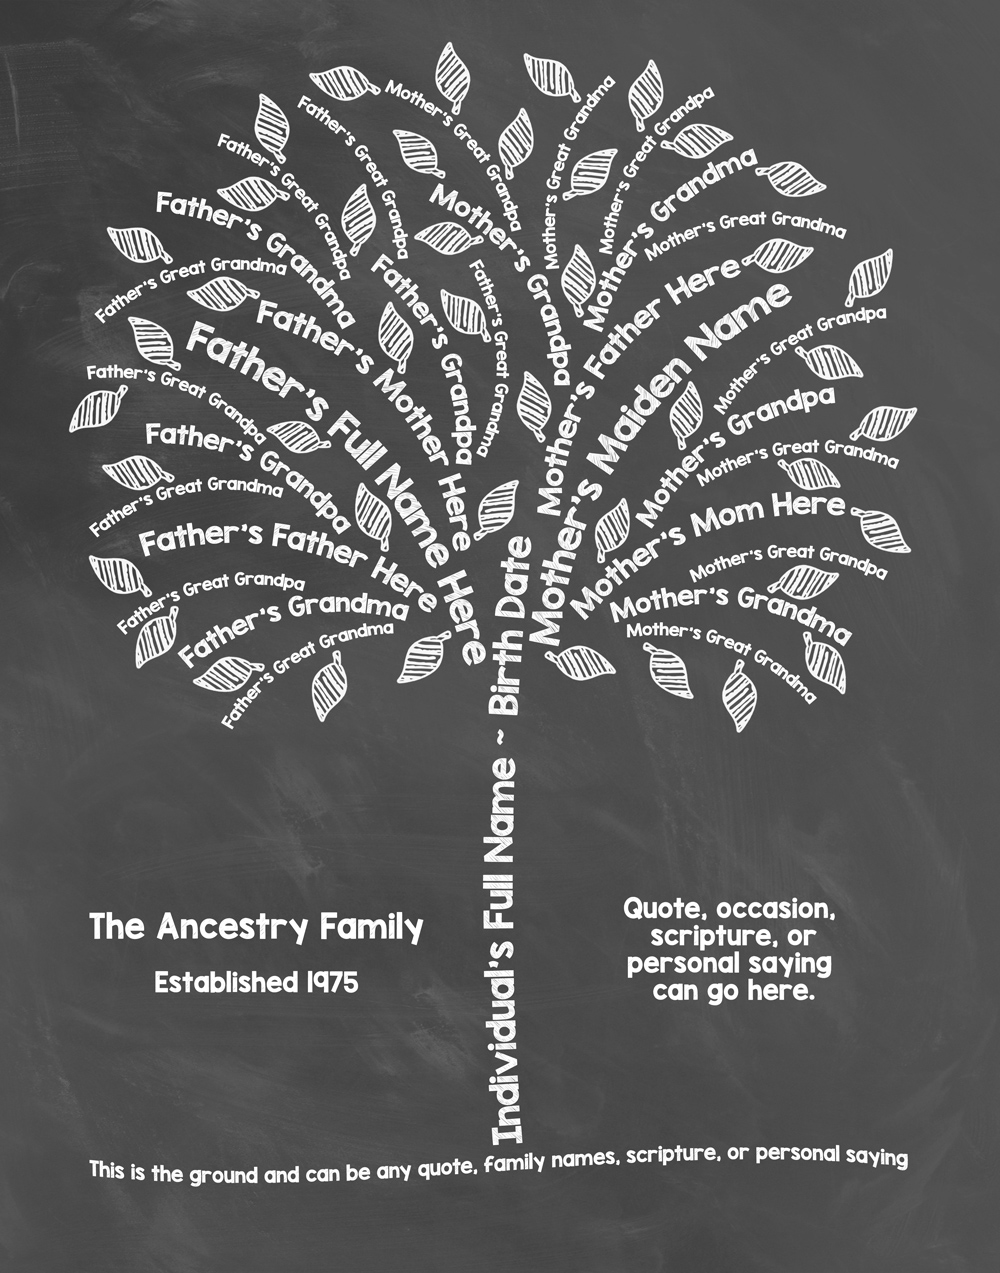 Mother's Great Grandpa
Mother's Great Grandma
Mother's Great Grandpa
Father's Great Grandma
Father's Great Grandpa
Father's Great Grandpa
Mother's Grandma
Mother's Grandpa
Father's Grandma
Mother's Great Grandma
Father's Great Grandma
Father's Grandpa
Father's Great Grandma
Mother's Father Here
Mother's Maiden Name
Father's Mother Here
Father's Full Name Here
Mother's Great Grandpa
Father's Great Grandpa
Mother's Grandpa
Father's Grandpa
Mother's Great Grandma
Father's Great Grandma
Mother's Mom Here
Father's Father Here
Mother's Great Grandpa
Father's Great Grandpa
Mother's Grandma
Father's Grandma
Mother's Great Grandma
Father's Great Grandma
Individual's Full Name ~ Birth Date
The Ancestry Family
Established 1975
Quote, occasion,
scripture, or
personal saying
can go here.
This is the ground and can be any quote, family names, scripture, or personal saying